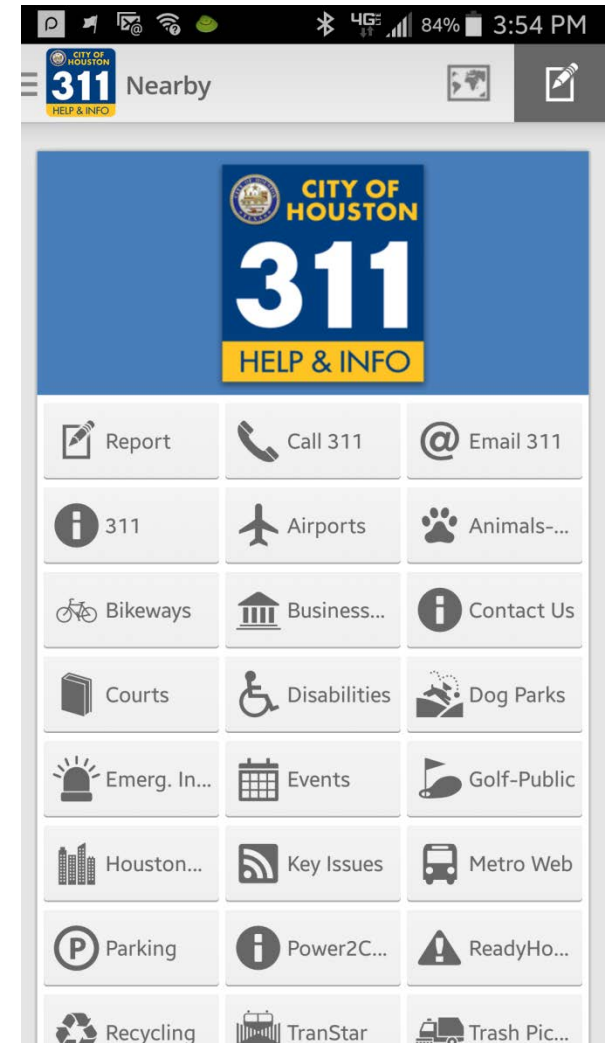 4GE 84% 3:54 PM
CITY OF HOUSTON 311 HELP & INFO Nearby
CITY OF
HOUSTON
311
HELP & INFO
Report Call 311 @ Email 311
311 Airports Animals-...
Bikeways Business... Contact Us
Courts Disabilities Dog Parks
Emerg. In... Events Golf-Public
Houston... Key Issues Metro Web
P Parking Power2C... ReadyHo...
Recycling TranStar Trash Pic...